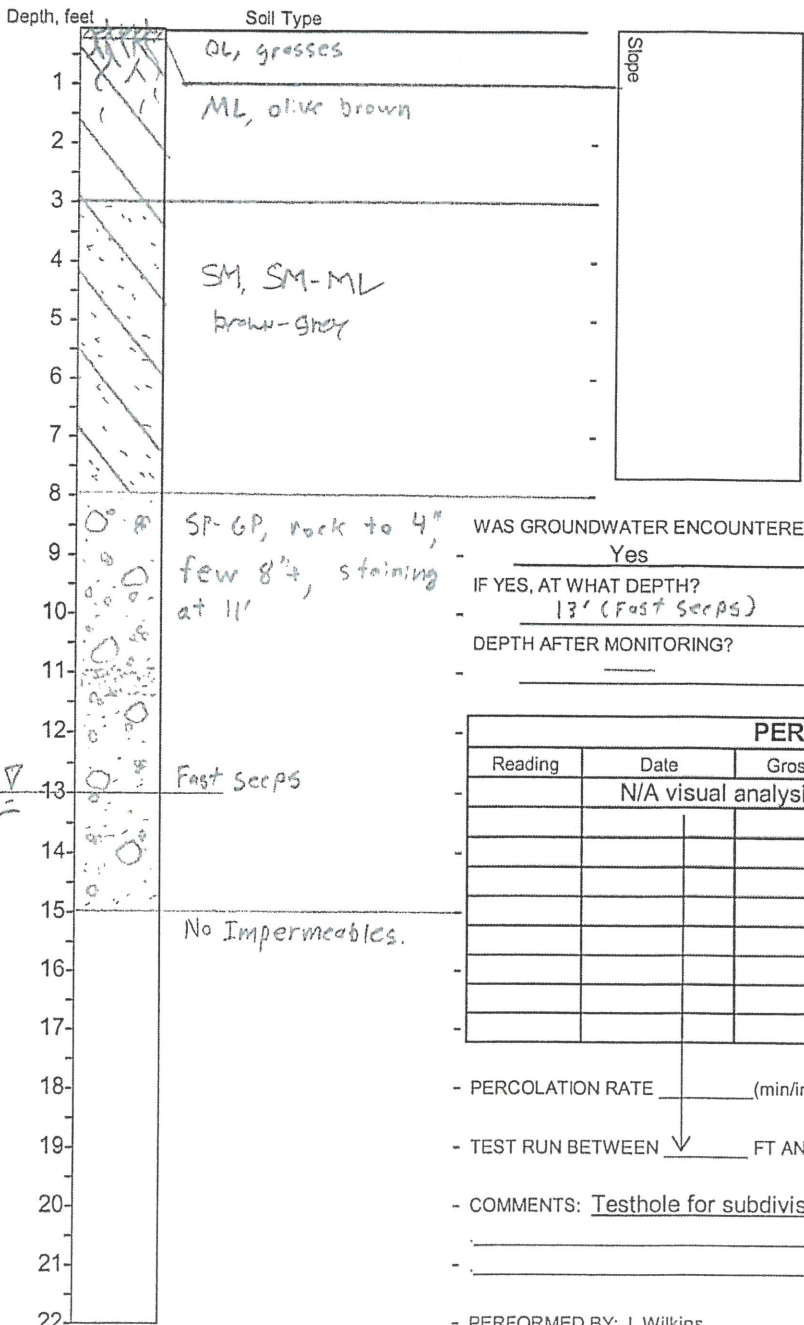 Depth, feet
Soil Type
OL, grasses
Slope
1
ML, olive brown
2
3
4
SM, SM-ML
brown-grey
5
6
7
8
SP-GP, rock to 4",
few 8"+, staining
at 11'
WAS GROUNDWATER ENCOUNTERE
Yes
9
IF YES, AT WHAT DEPTH?
13' (Fast Seeps)
10
DEPTH AFTER MONITORING?
11
12
PER
Reading Date Gros
N/A visual analysi
Fast Seeps
13
14
15
No Impermeables.
16
17
18
PERCOLATION RATE (min/in
19
TEST RUN BETWEEN FT AN
20
COMMENTS: Testhole for subdivis
21
22
PERFORMED BY: J. Wilkins